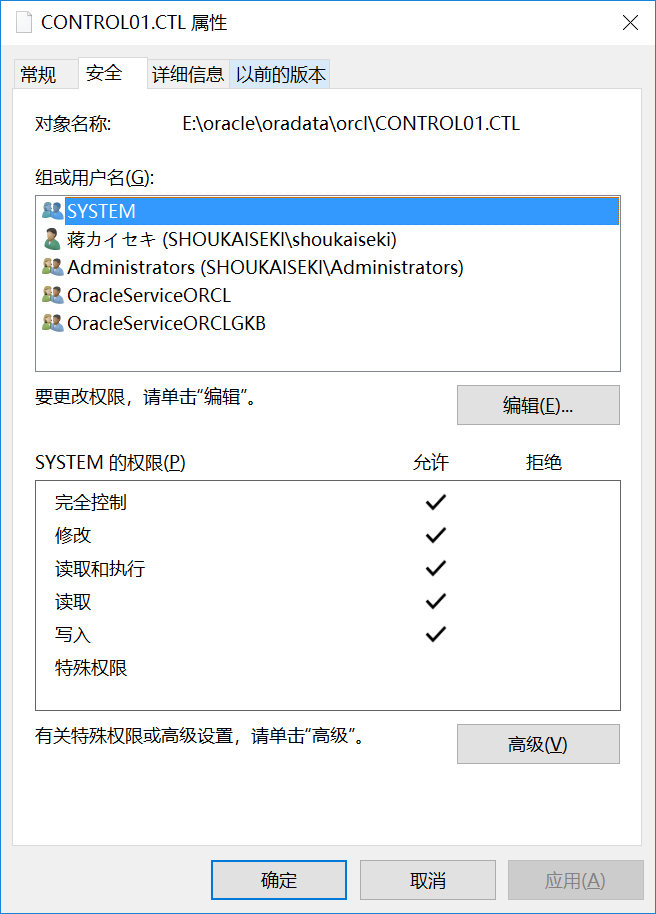 CONTROL01.CTL 属性
常规 安全 详细信息 以前的版本
对象名称: E:\oracle\oradata\orcl\CONTROL01.CTL
组或用户名(G):
SYSTEM
蒋カイセキ (SHOUKAISEKI\shoukaiseki)
Administrators (SHOUKAISEKI\Administrators)
OracleServiceORCL
OracleServiceORCLGKB
要更改权限，请单击“编辑”。
编辑(E)...
SYSTEM 的权限(P) 允许 拒绝
完全控制
修改
读取和执行
读取
写入
特殊权限
有关特殊权限或高级设置，请单击“高级”。
高级(V)
确定 取消 应用(A)